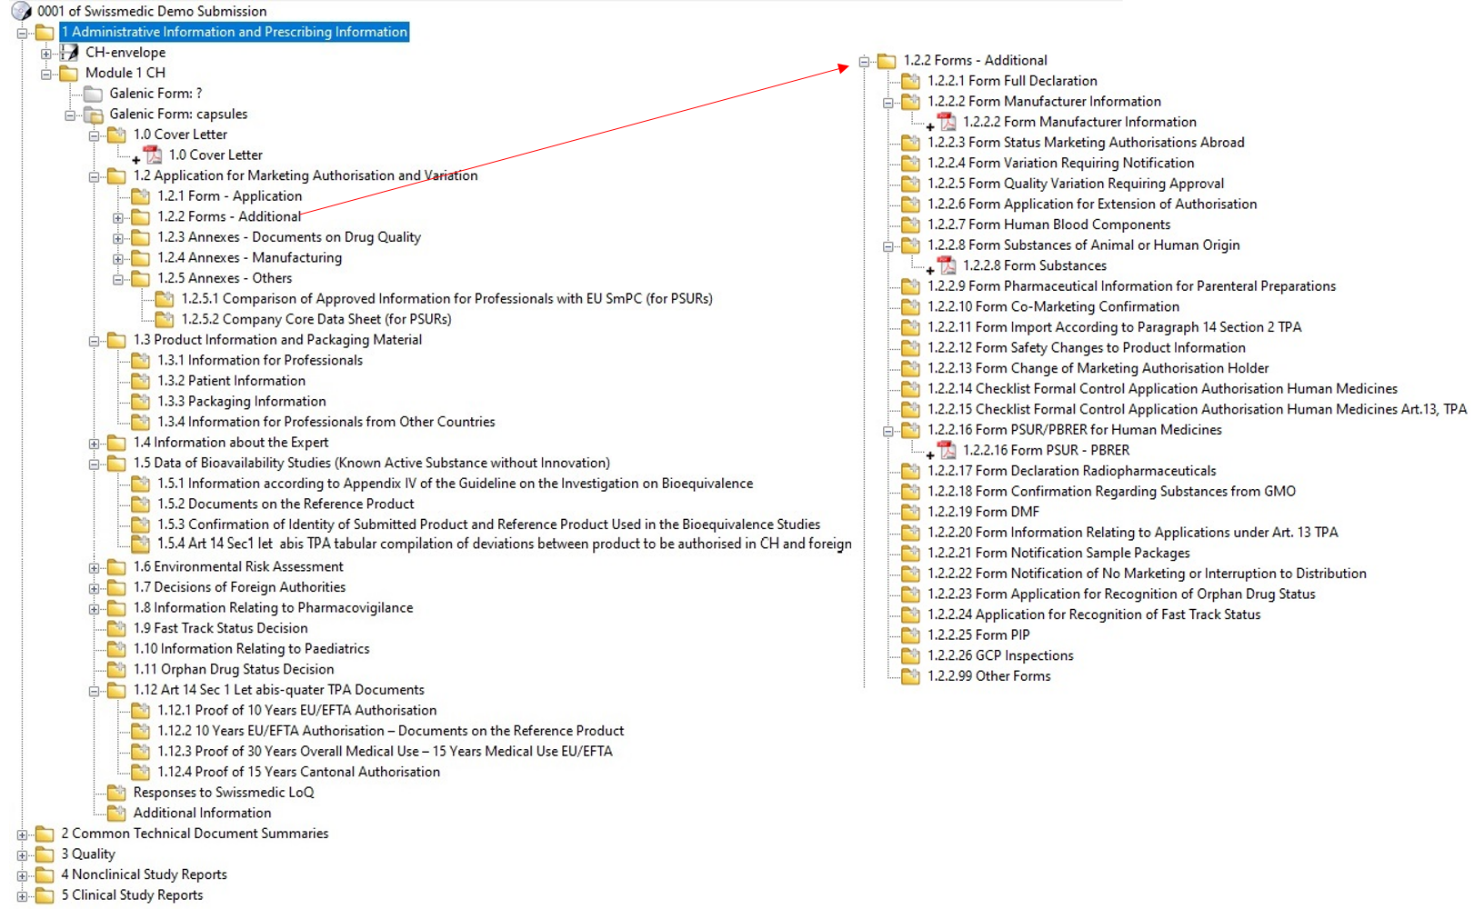 0001 of Swissmedic Demo Submission
1 Administrative Information and Prescribing Information
CH-envelope
Module 1 CH
Galenic Form: ?
Galenic Form: capsules
1.0 Cover Letter
1.0 Cover Letter
1.2 Application for Marketing Authorisation and Variation
1.2.1 Form - Application
1.2.2 Forms - Additional
1.2.3 Annexes - Documents on Drug Quality
1.2.4 Annexes - Manufacturing
1.2.5 Annexes - Others
1.2.5.1 Comparison of Approved Information for Professionals with EU SmPC (for PSURs)
1.2.5.2 Company Core Data Sheet (for PSURs)
1.3 Product Information and Packaging Material
1.3.1 Information for Professionals
1.3.2 Patient Information
1.3.3 Packaging Information
1.3.4 Information for Professionals from Other Countries
1.4 Information about the Expert
1.5 Data of Bioavailability Studies (Known Active Substance without Innovation)
1.5.1 Information according to Appendix IV of the Guideline on the Investigation on Bioequivalence
1.5.2 Documents on the Reference Product
1.5.3 Confirmation of Identity of Submitted Product and Reference Product Used in the Bioequivalence Studies
1.5.4 Art 14 Sec1 let abis TPA tabular compilation of deviations between product to be authorised in CH and foreign
1.6 Environmental Risk Assessment
1.7 Decisions of Foreign Authorities
1.8 Information Relating to Pharmacovigilance
1.9 Fast Track Status Decision
1.10 Information Relating to Paediatrics
1.11 Orphan Drug Status Decision
1.12 Art 14 Sec 1 Let abis-quater TPA Documents
1.12.1 Proof of 10 Years EU/EFTA Authorisation
1.12.2 10 Years EU/EFTA Authorisation – Documents on the Reference Product
1.12.3 Proof of 30 Years Overall Medical Use – 15 Years Medical Use EU/EFTA
1.12.4 Proof of 15 Years Cantonal Authorisation
Responses to Swissmedic LoQ
Additional Information
2 Common Technical Document Summaries
3 Quality
4 Nonclinical Study Reports
5 Clinical Study Reports
1.2.2 Forms - Additional
1.2.2.1 Form Full Declaration
1.2.2.2 Form Manufacturer Information
1.2.2.2 Form Manufacturer Information
1.2.2.3 Form Status Marketing Authorisations Abroad
1.2.2.4 Form Variation Requiring Notification
1.2.2.5 Form Quality Variation Requiring Approval
1.2.2.6 Form Application for Extension of Authorisation
1.2.2.7 Form Human Blood Components
1.2.2.8 Form Substances of Animal or Human Origin
1.2.2.8 Form Substances
1.2.2.9 Form Pharmaceutical Information for Parenteral Preparations
1.2.2.10 Form Co-Marketing Confirmation
1.2.2.11 Form Import According to Paragraph 14 Section 2 TPA
1.2.2.12 Form Safety Changes to Product Information
1.2.2.13 Form Change of Marketing Authorisation Holder
1.2.2.14 Checklist Formal Control Application Authorisation Human Medicines
1.2.2.15 Checklist Formal Control Application Authorisation Human Medicines Art.13, TPA
1.2.2.16 Form PSUR/PBRER for Human Medicines
1.2.2.16 Form PSUR - PBRER
1.2.2.17 Form Declaration Radiopharmaceuticals
1.2.2.18 Form Confirmation Regarding Substances from GMO
1.2.2.19 Form DMF
1.2.2.20 Form Information Relating to Applications under Art. 13 TPA
1.2.2.21 Form Notification Sample Packages
1.2.2.22 Form Notification of No Marketing or Interruption to Distribution
1.2.2.23 Form Application for Recognition of Orphan Drug Status
1.2.2.24 Application for Recognition of Fast Track Status
1.2.2.25 Form PIP
1.2.2.26 GCP Inspections
1.2.2.99 Other Forms